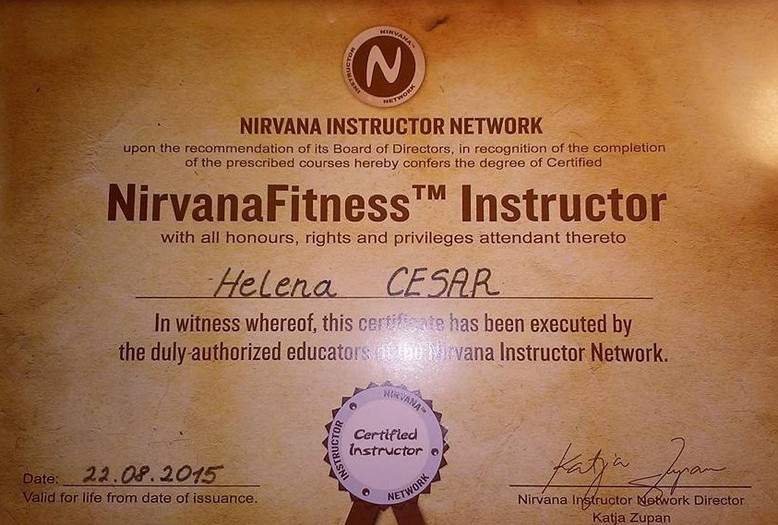 NIRVANA™
INSTRUCTOR
N
NETWORK
NIRVANA INSTRUCTOR NETWORK
upon the recommendation of its Board of Directors, in recognition of the completion
of the prescribed courses hereby confers the degree of Certified
NirvanaFitness™ Instructor
with all honours, rights and privileges attendant thereto
Helena CESAR
In witness whereof, this certificate has been executed by
the duly-authorized educators of the Nirvana Instructor Network.
NIRVANA™
INSTRUCTOR
Certified
Instructor
NETWORK
Date: 22.08.2015
Valid for life from date of issuance.
Katja Zupan
Nirvana Instructor Network Director
Katja Zupan